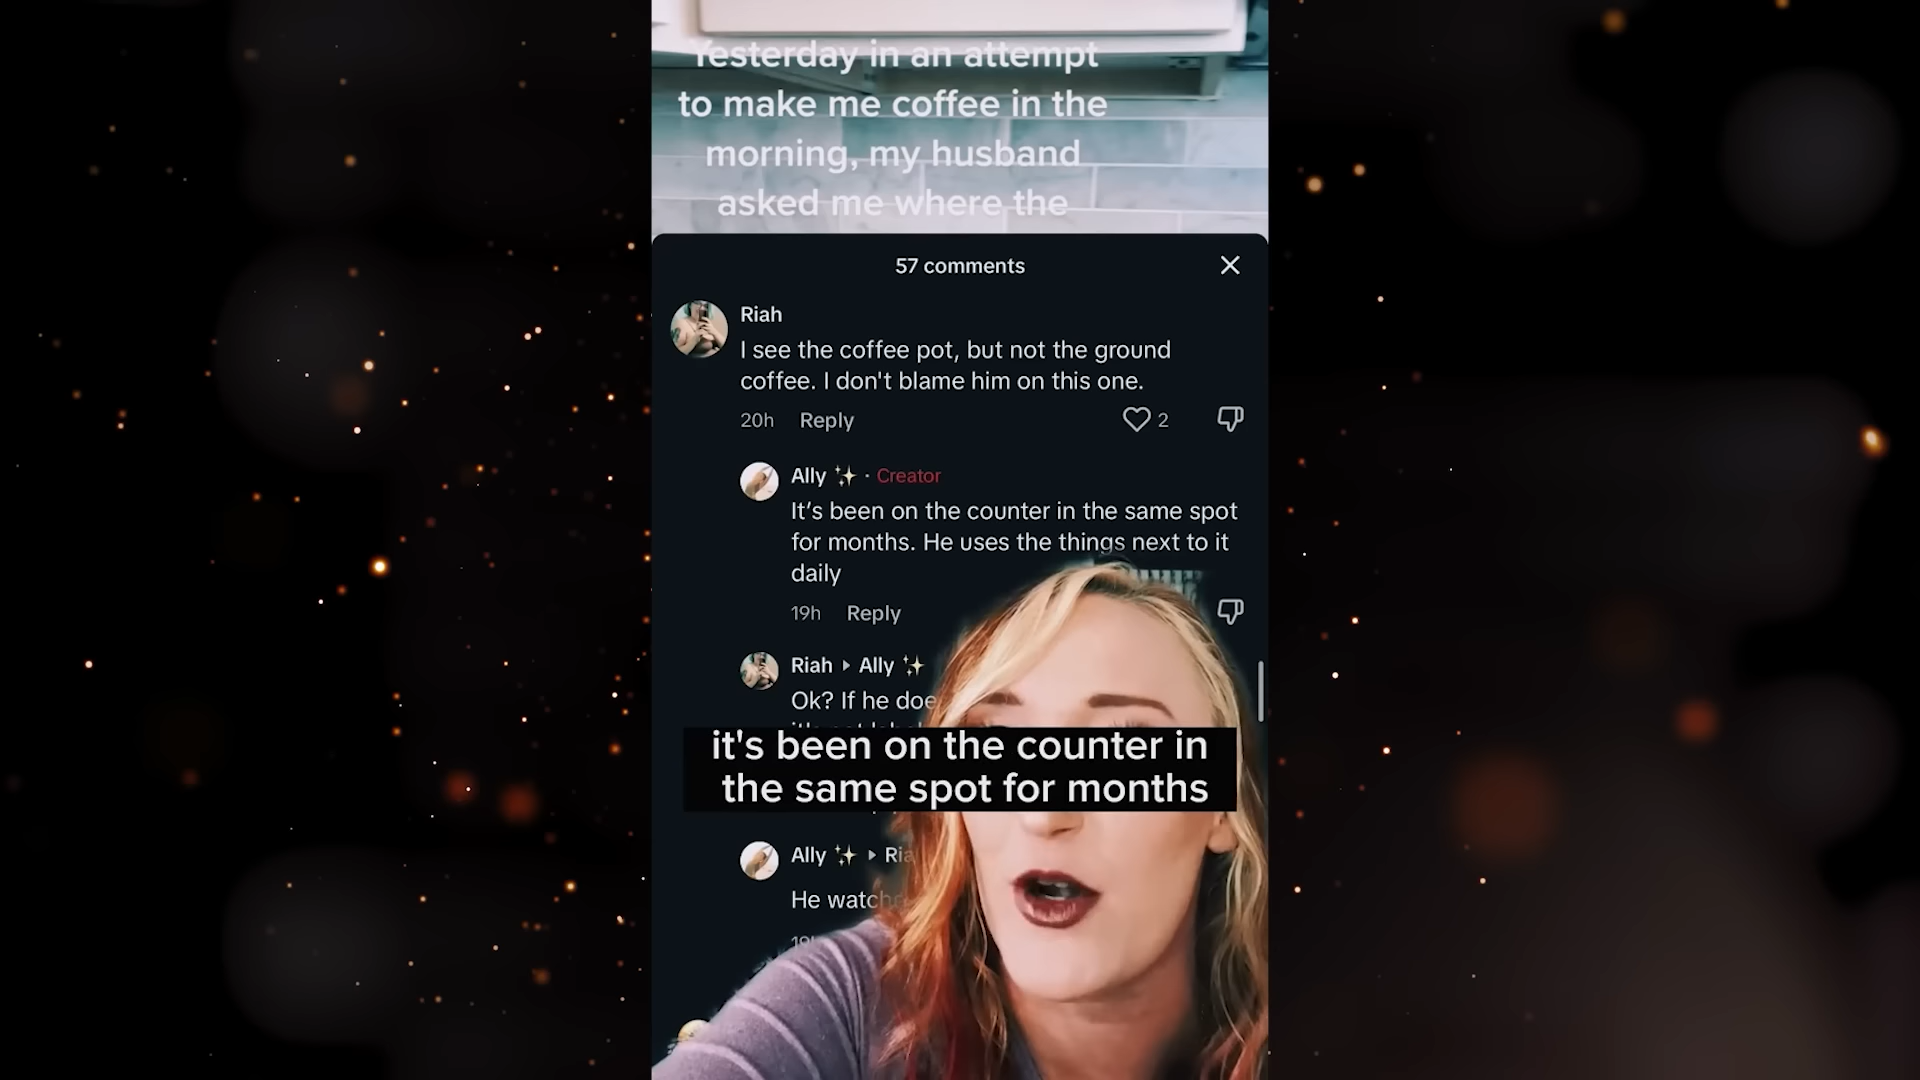 Yesterday in an attempt
to make me coffee in the
morning, my husband
asked me where the
57 comments
Riah
I see the coffee pot, but not the ground
coffee. I don't blame him on this one.
20h Reply 2
Ally ✨ · Creator
It's been on the counter in the same spot
for months. He uses the things next to it
daily
19h Reply
Riah ▸ Ally ✨
Ok? If he doe
it's been on the counter in
the same spot for months
Ally ✨ ▸ Ria
He watche